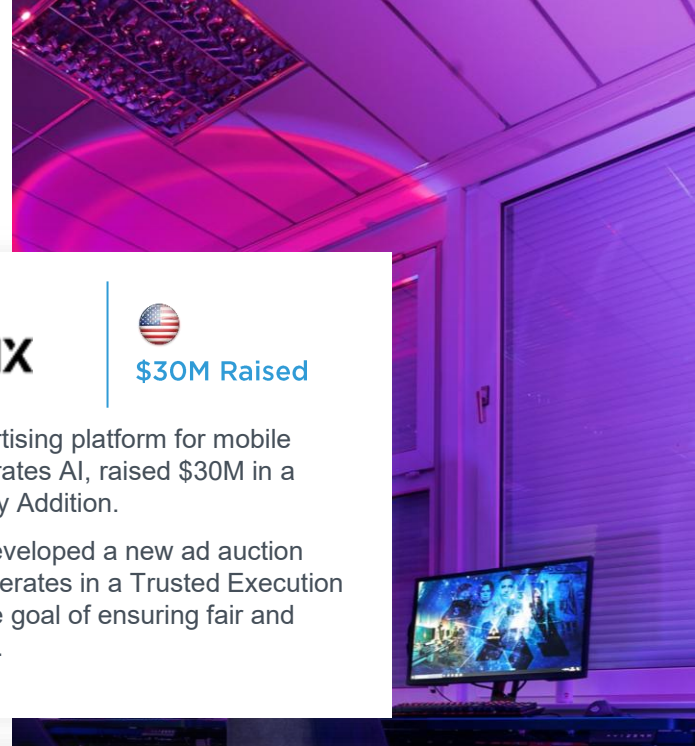 $30M Raised
rtising platform for mobile
rates AI, raised $30M in a
y Addition.
eveloped a new ad auction
erates in a Trusted Execution
e goal of ensuring fair and